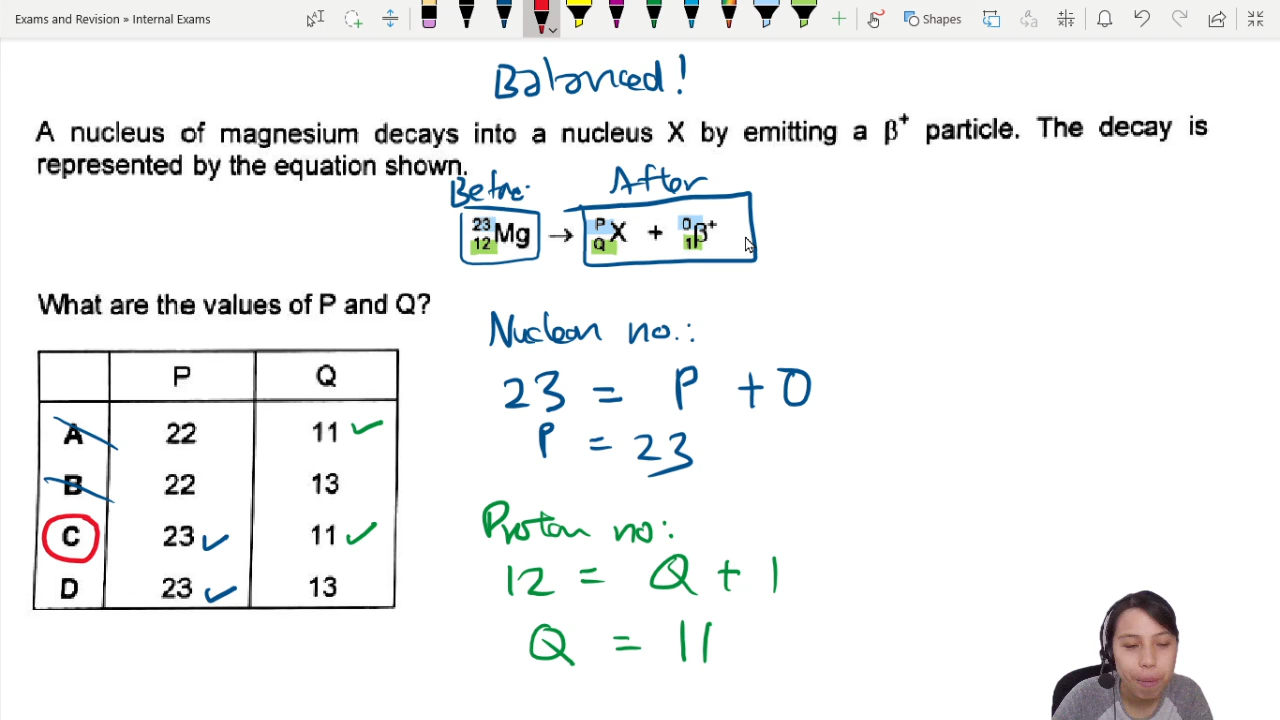 Exams and Revision » Internal Exams
Shapes
Balanced!
A nucleus of magnesium decays into a nucleus X by emitting a β⁺ particle. The decay is
represented by the equation shown.
Before:
After
²³₁₂Mg → ᴾQX + ⁰₁β⁺
What are the values of P and Q?
P Q
A 22 11 ✓
B 22 13
C 23 ✓ 11 ✓
D 23 ✓ 13
Nucleon no.:
23 = P + 0
P = 23
Proton no:
12 = Q + 1
Q = 11